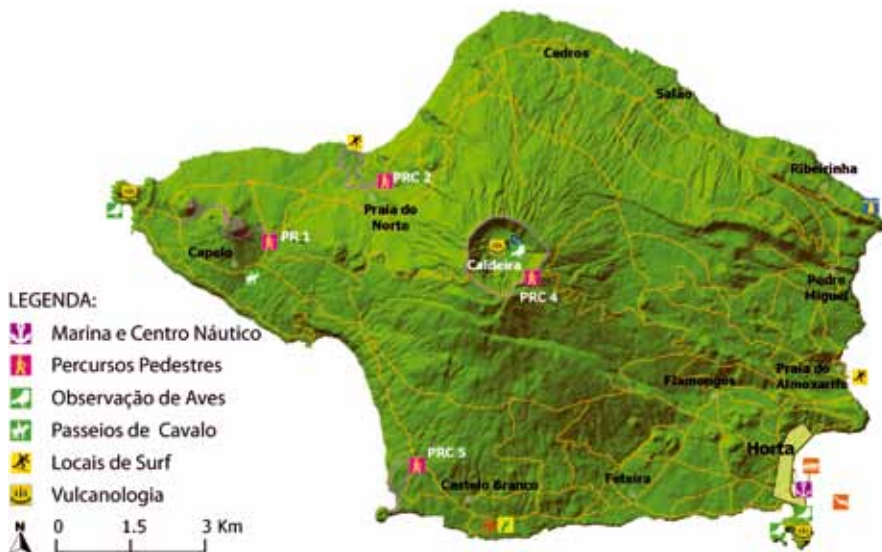 Cedros
Salão
Ribeirinha
PRC 2
Praia do
Norte
PR 1
Capelo
Caldeira
PRC 4
Pedro
Miguel
LEGENDA:
Marina e Centro Náutico
Percursos Pedestres
Observação de Aves
Passeios de Cavalo
Locais de Surf
Vulcanologia
N
0 1.5 3 Km
Flamengos
Praia do
Almoxarife
Horta
PRC 5
Castelo Branco
Feteira